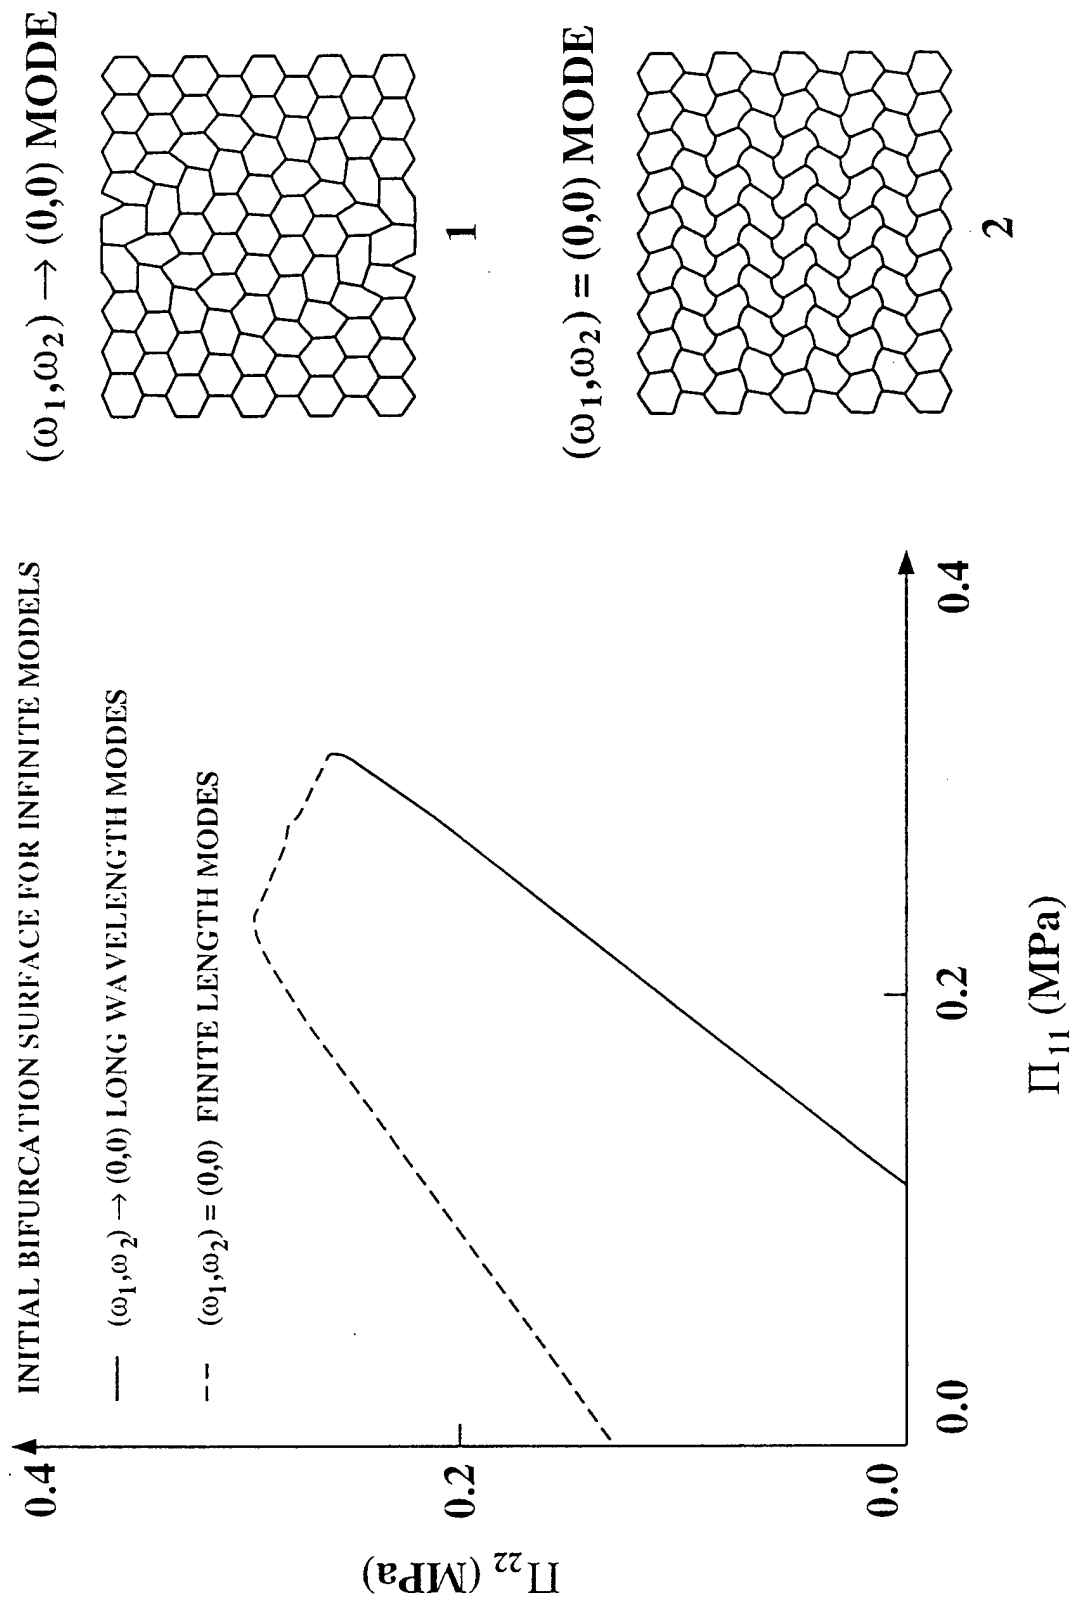 INITIAL BIFURCATION SURFACE FOR INFINITE MODELS
(ω1,ω2) → (0,0) LONG WAVELENGTH MODES
(ω1,ω2) = (0,0) FINITE LENGTH MODES
0.4
0.2
0.0
Π22 (MPa)
0.0
0.2
0.4
Π11 (MPa)
(ω1,ω2) → (0,0) MODE
1
(ω1,ω2) = (0,0) MODE
2